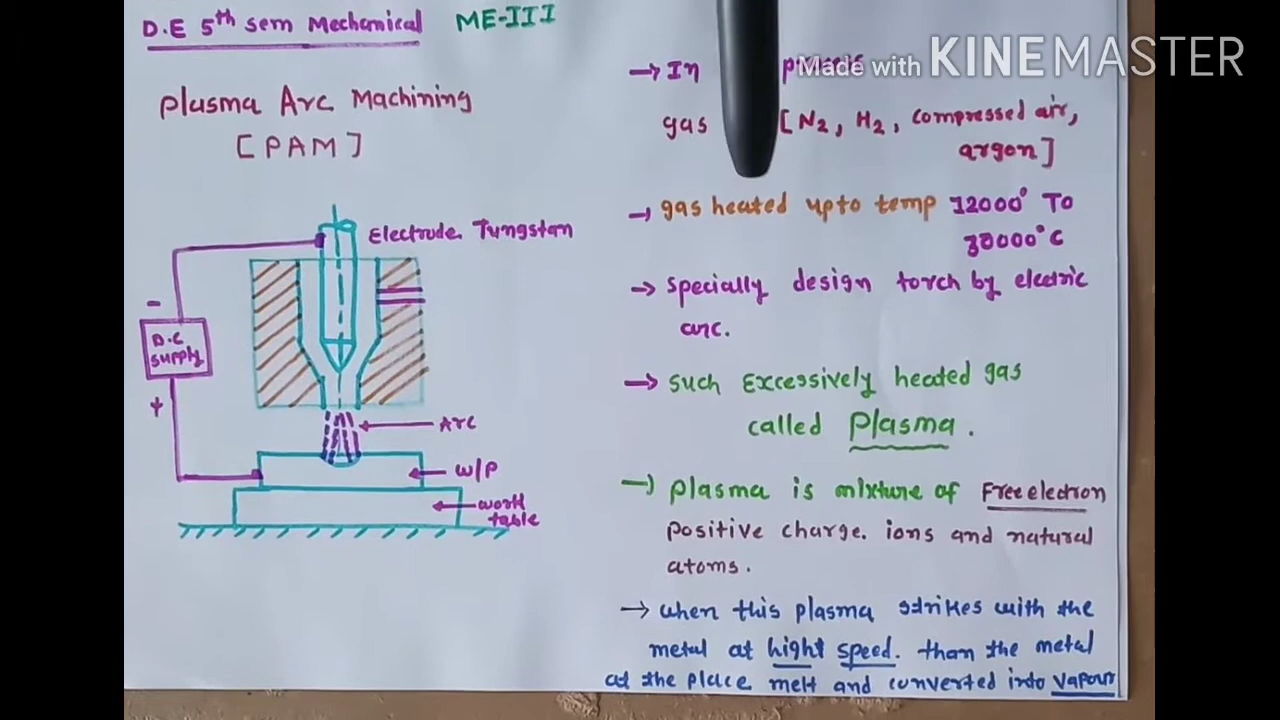 D.E 5th sem Mechanical ME-III
Plasma Arc Machining
[PAM]
Electrode Tungstan
-
D.C
supply
+
Arc
W/P
work
table
Made with KINEMASTER
→ In
gas [N2, H2, compressed air,
argon]
→ gas heated upto temp 12000° To
30000°C
→ Specially design torch by electric
arc.
→ such Excessively heated gas
called Plasma.
→ plasma is mixture of Free electron
positive charge. ions and natural
atoms.
→ when this plasma strikes with the
metal at hight speed. than the metal
at the place melt and converted into vapour